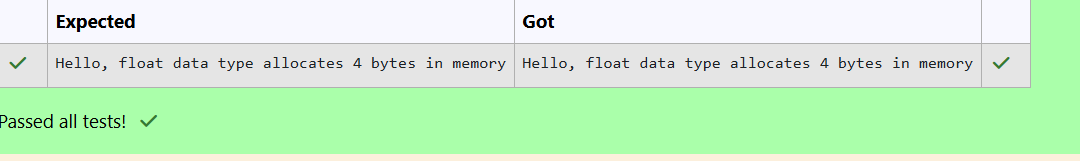 Expected Got
Hello, float data type allocates 4 bytes in memory Hello, float data type allocates 4 bytes in memory
Passed all tests!